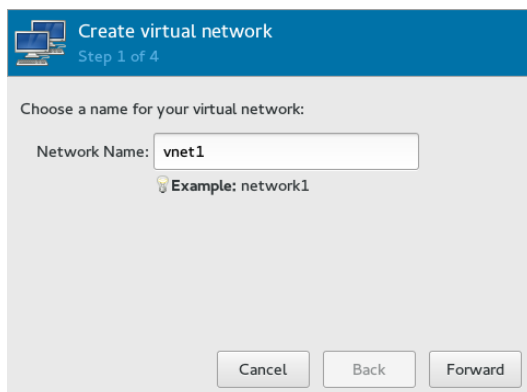 Create virtual network
Step 1 of 4
Choose a name for your virtual network:
Network Name: vnet1
Example: network1
Cancel Back Forward